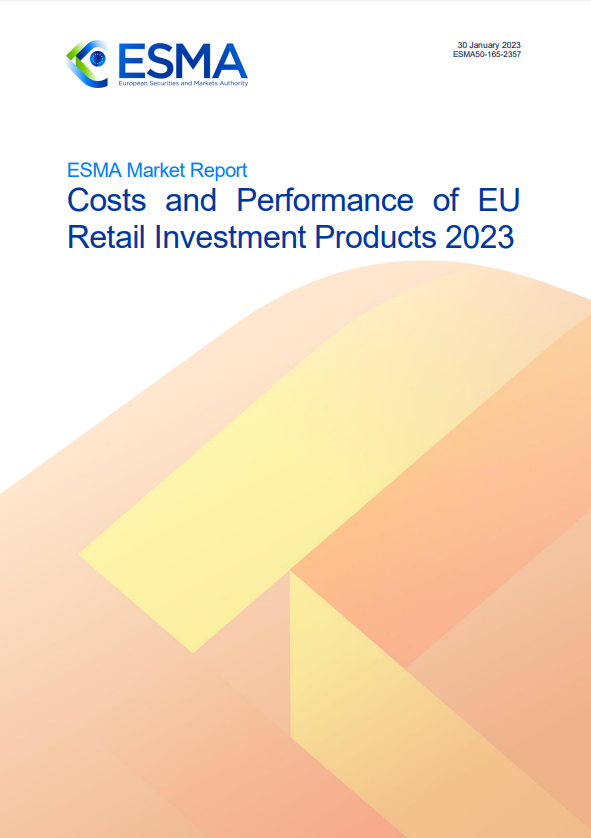 30 January 2023
ESMA50-165-2357
ESMA
European Securities and Markets Authority
ESMA Market Report
Costs and Performance of EU
Retail Investment Products 2023